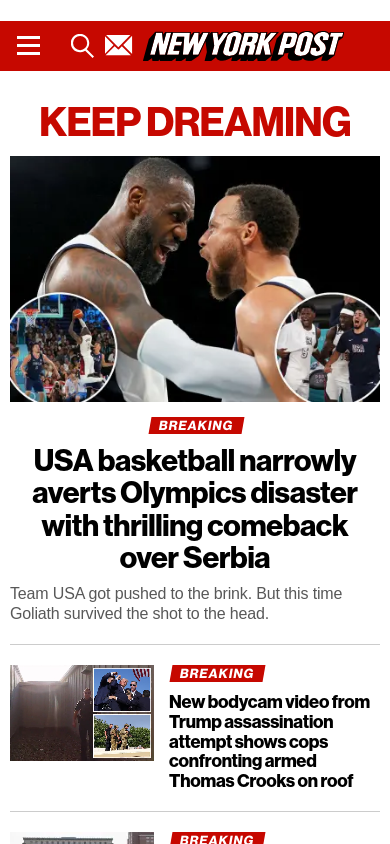 NEW YORK POST
KEEP DREAMING
BREAKING
USA basketball narrowly
averts Olympics disaster
with thrilling comeback
over Serbia
Team USA got pushed to the brink. But this time
Goliath survived the shot to the head.
BREAKING
New bodycam video from
Trump assassination
attempt shows cops
confronting armed
Thomas Crooks on roof
BREAKING